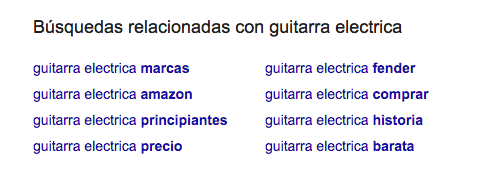 Búsquedas relacionadas con guitarra electrica
guitarra electrica marcas
guitarra electrica amazon
guitarra electrica principiantes
guitarra electrica precio
guitarra electrica fender
guitarra electrica comprar
guitarra electrica historia
guitarra electrica barata